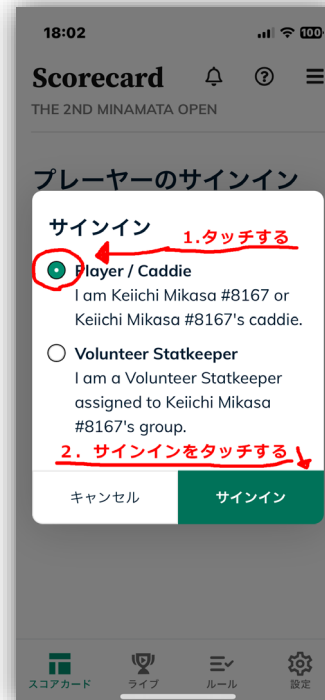 18:02
100
Scorecard
THE 2ND MINAMATA OPEN
プレーヤーのサインイン
サインイン
1.タッチする
Player / Caddie
I am Keiichi Mikasa #8167 or
Keiichi Mikasa #8167's caddie.
Volunteer Statkeeper
I am a Volunteer Statkeeper
assigned to Keiichi Mikasa
#8167's group.
2. サインインをタッチする
キャンセル サインイン
スコアカード ライブ ルール 設定